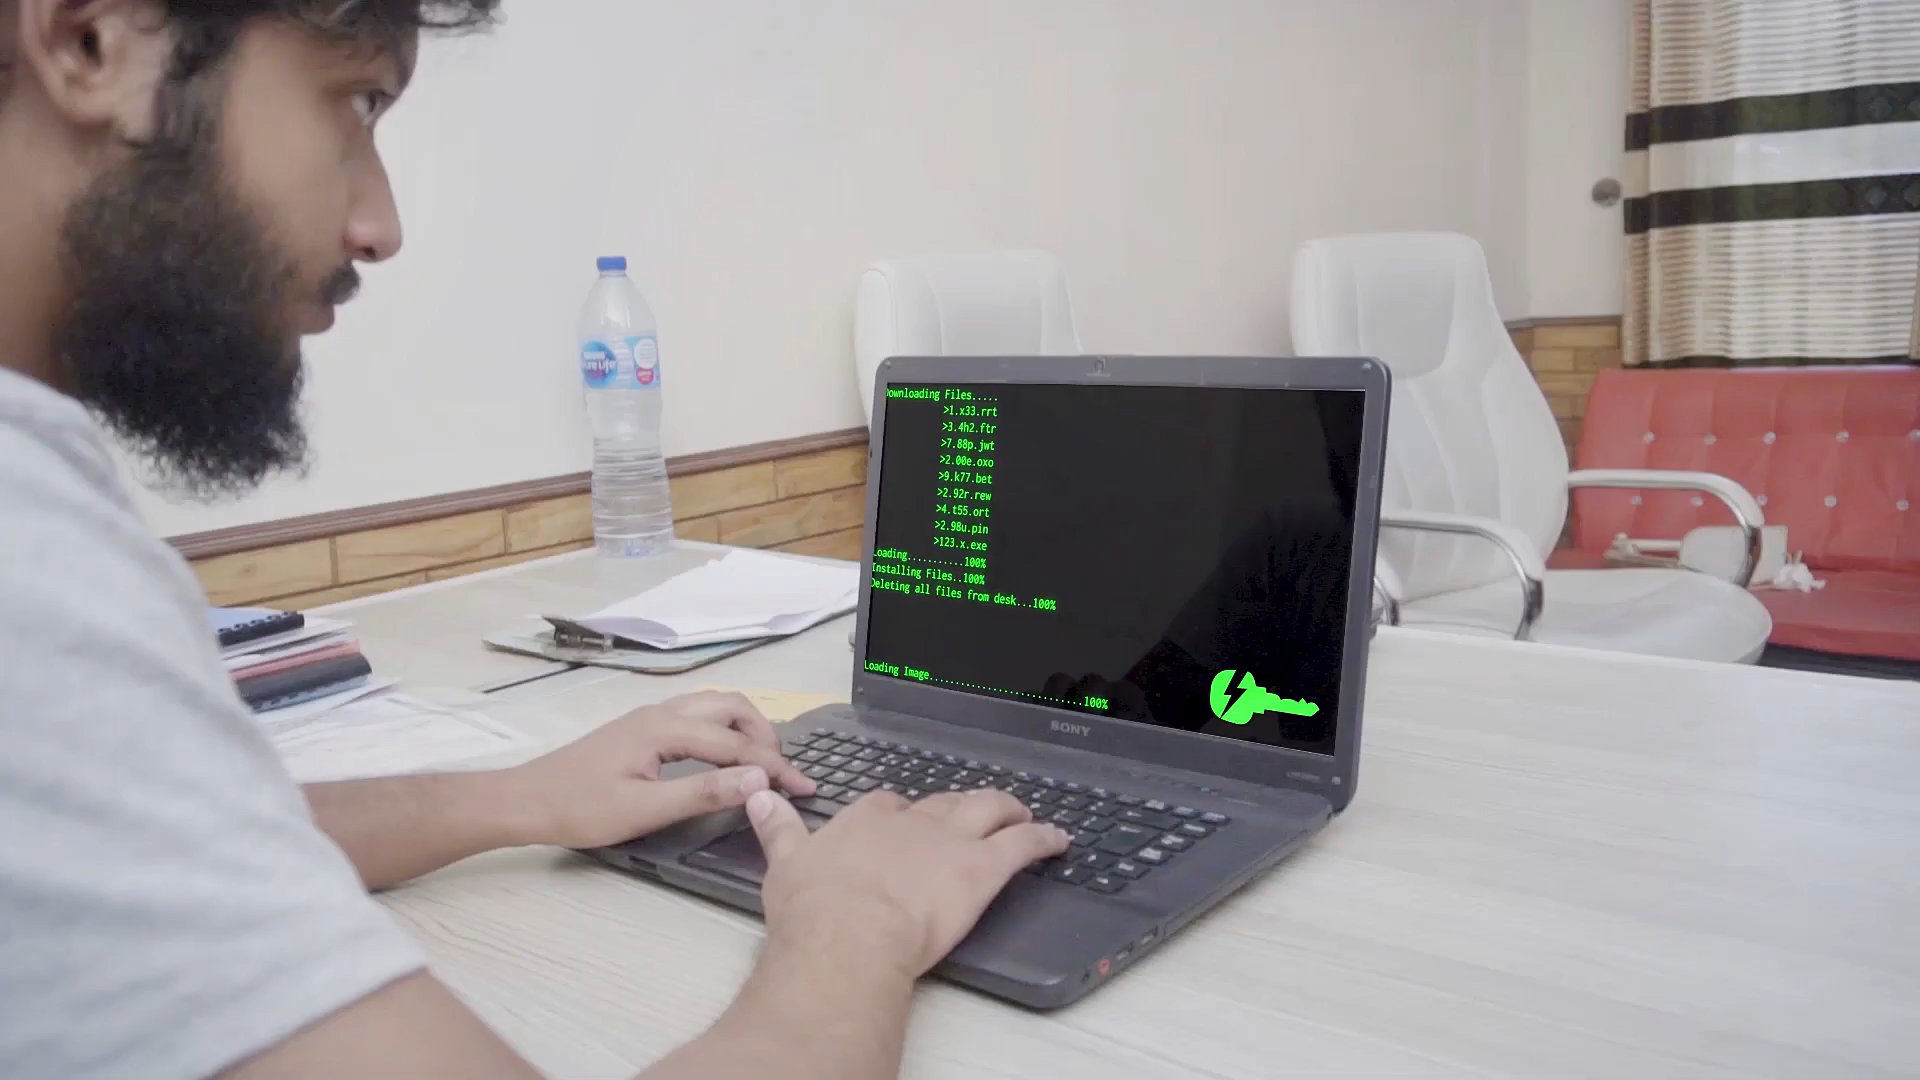 Downloading Files.....
>1.x33.rrt
>3.4h2.ftr
>7.88p.jwt
>2.00e.oxo
>9.k77.bet
>2.92r.rew
>4.t55.ort
>2.98u.pin
>123.x.exe
Loading...........100%
Installing Files..100%
Deleting all files from desk...100%
Loading Image...........................100%
SONY
Pure Life